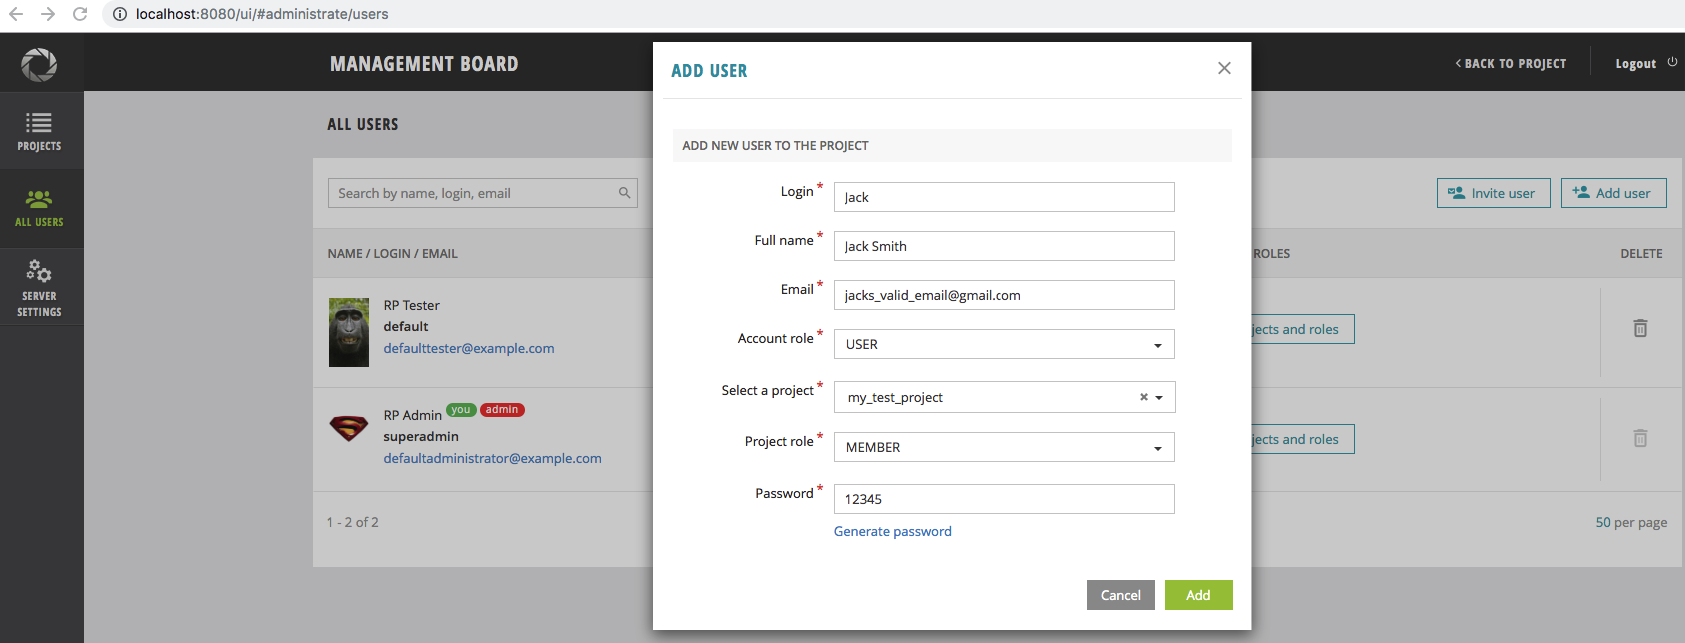 localhost:8080/ui/#administrate/users
MANAGEMENT BOARD
< BACK TO PROJECT
Logout
PROJECTS
ALL USERS
SERVER
SETTINGS
ALL USERS
Search by name, login, email
Invite user
Add user
NAME / LOGIN / EMAIL
ROLES
DELETE
RP Tester
default
defaulttester@example.com
jects and roles
RP Admin you admin
superadmin
defaultadministrator@example.com
jects and roles
1 - 2 of 2
50 per page
ADD USER
ADD NEW USER TO THE PROJECT
Login * Jack
Full name * Jack Smith
Email * jacks_valid_email@gmail.com
Account role * USER
Select a project * my_test_project
Project role * MEMBER
Password * 12345
Generate password
Cancel
Add